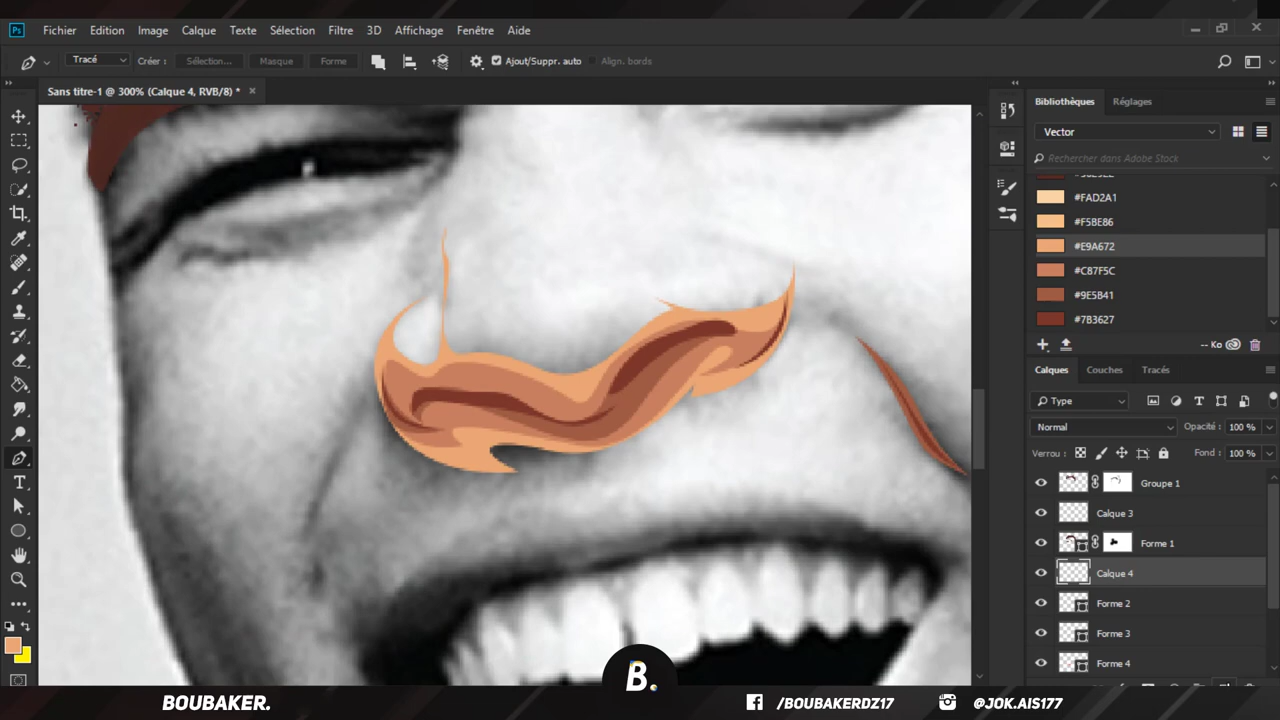 Ps Fichier Edition Image Calque Texte Sélection Filtre 3D Affichage Fenêtre Aide
Tracé Créer : Sélection... Masque Forme Ajout/Suppr. auto Align. bords
Sans titre-1 @ 300% (Calque 4, RVB/8) *
Bibliothèques Réglages
Vector
Rechercher dans Adobe Stock
#FAD2A1
#F5BE86
#E9A672
#C87F5C
#9E5B41
#7B3627
-- Ko
Calques Couches Tracés
Type
Normal Opacité : 100 %
Verrou : Fond : 100 %
Groupe 1
Calque 3
Forme 1
Calque 4
Forme 2
Forme 3
Forme 4
BOUBAKER.
B.
/BOUBAKERDZ17
@JOK.AIS177